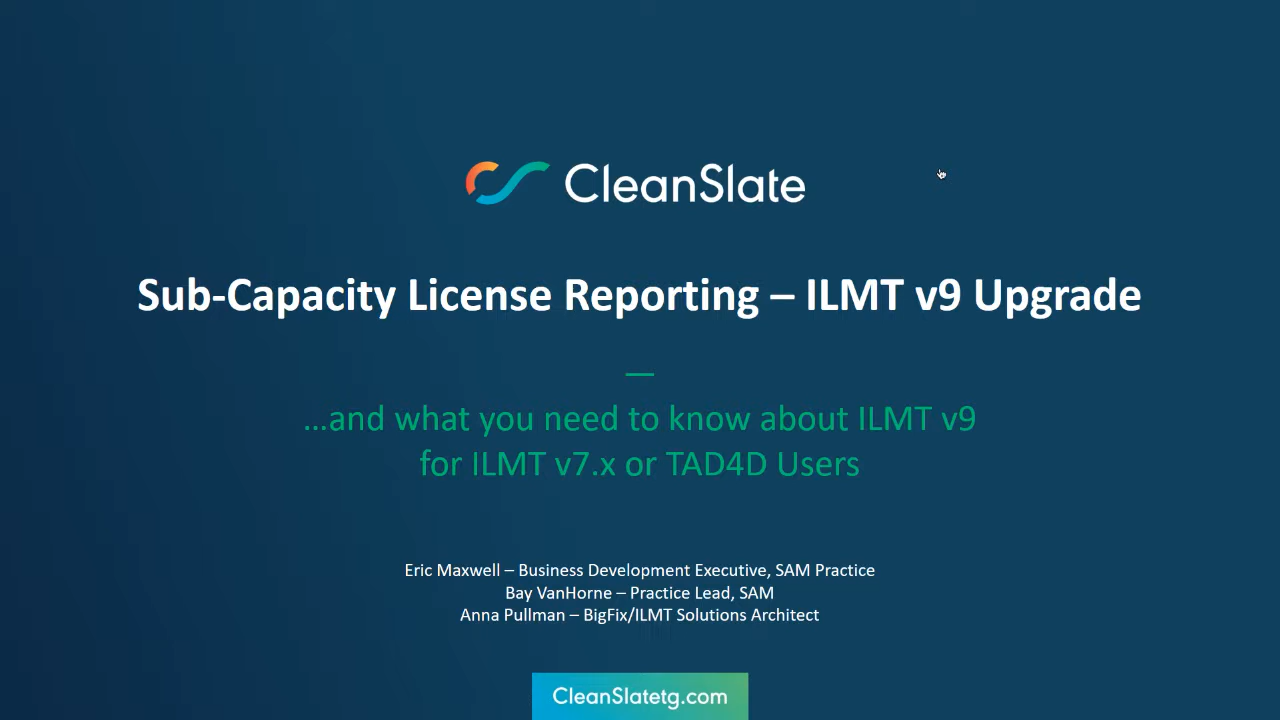 CleanSlate
Sub-Capacity License Reporting – ILMT v9 Upgrade
—
...and what you need to know about ILMT v9
for ILMT v7.x or TAD4D Users
Eric Maxwell – Business Development Executive, SAM Practice
Bay VanHorne – Practice Lead, SAM
Anna Pullman – BigFix/ILMT Solutions Architect
CleanSlatetg.com